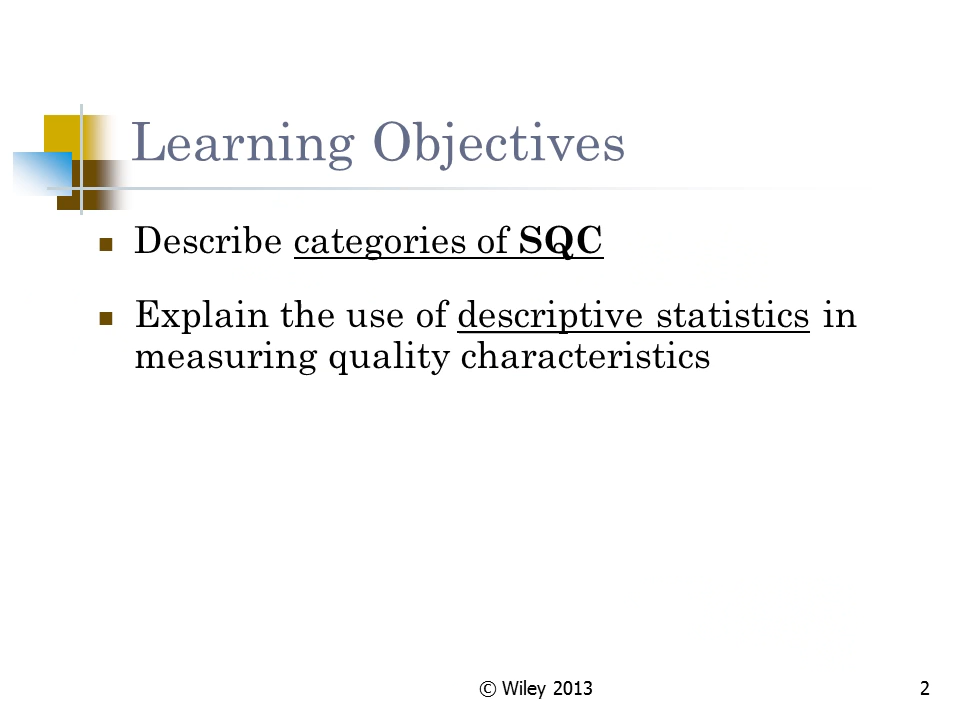 Learning Objectives
Describe categories of SQC
Explain the use of descriptive statistics in
measuring quality characteristics
© Wiley 2013
2